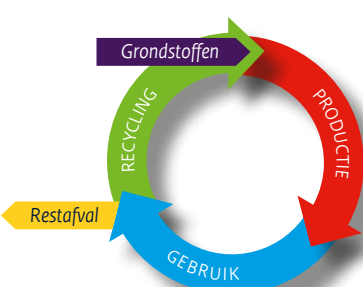 Grondstoffen
PRODUCTIE
RECYCLING
Restafval
GEBRUIK